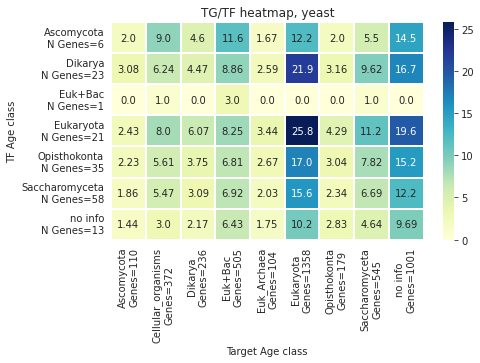 TG/TF heatmap, yeast
TF Age class
Ascomycota
N Genes=6
2.0 9.0 4.6 11.6 1.67 12.2 2.0 5.5 14.5
Dikarya
N Genes=23
3.08 6.24 4.47 8.86 2.59 21.9 3.16 9.62 16.7
Euk+Bac
N Genes=1
0.0 1.0 0.0 3.0 0.0 0.0 0.0 1.0 0.0
Eukaryota
N Genes=21
2.43 8.0 6.07 8.25 3.44 25.8 4.29 11.2 19.6
Opisthokonta
N Genes=35
2.23 5.61 3.75 6.81 2.67 17.0 3.04 7.82 15.2
Saccharomyceta
N Genes=58
1.86 5.47 3.09 6.92 2.03 15.6 2.34 6.69 12.2
no info
N Genes=13
1.44 3.0 2.17 6.43 1.75 10.2 2.83 4.64 9.69
Ascomycota
Genes=110
Cellular_organisms
Genes=372
Dikarya
Genes=236
Euk+Bac
Genes=505
Euk_Archaea
Genes=104
Eukaryota
Genes=1358
Opisthokonta
Genes=179
Saccharomyceta
Genes=545
no info
Genes=1001
Target Age class
25
20
15
10
5
0